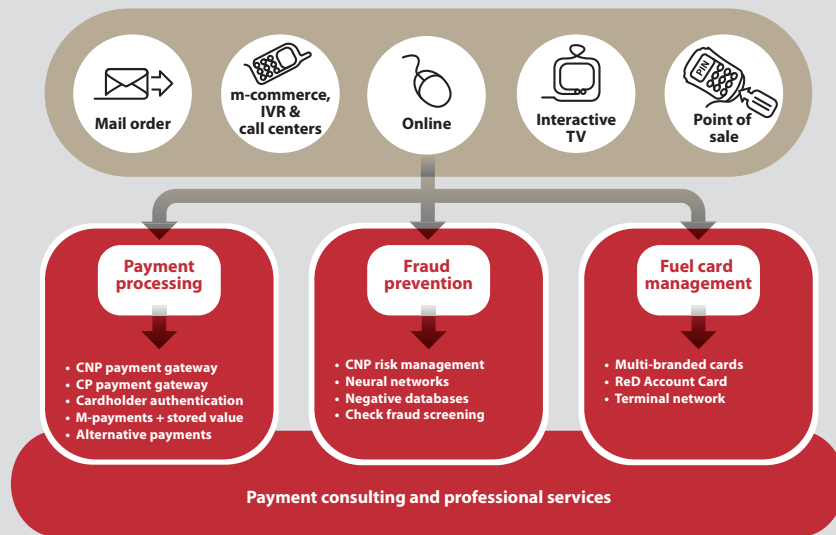 Mail order
m-commerce,
IVR &
call centers
Online
Interactive
TV
PIN
Point of
sale
Payment
processing
• CNP payment gateway
• CP payment gateway
• Cardholder authentication
• M-payments + stored value
• Alternative payments
Fraud
prevention
• CNP risk management
• Neural networks
• Negative databases
• Check fraud screening
Fuel card
management
• Multi-branded cards
• ReD Account Card
• Terminal network
Payment consulting and professional services